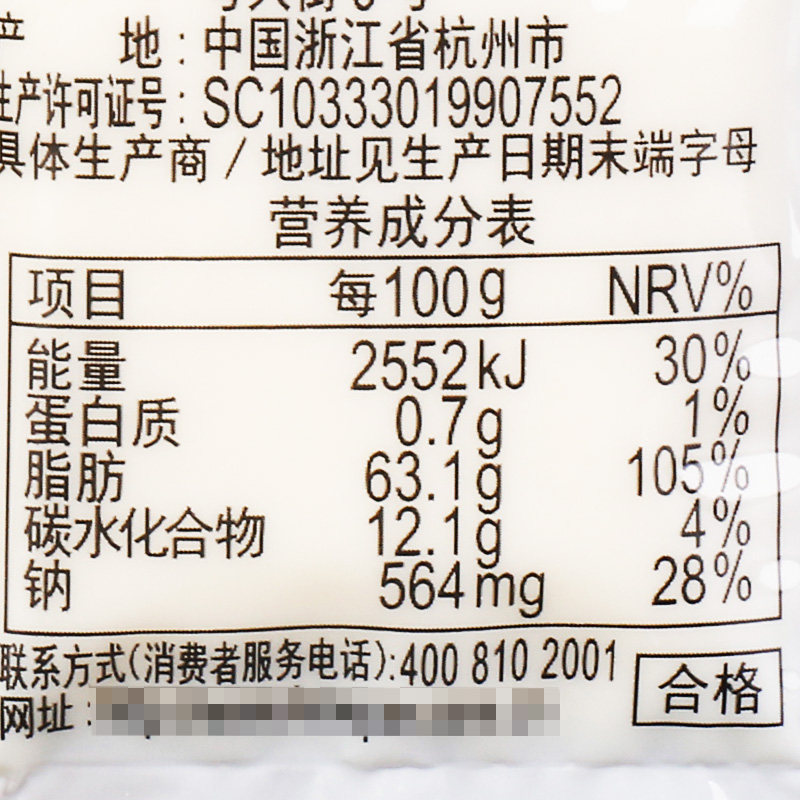 产 地:中国浙江省杭州市
生产许可证号:SC10333019907552
具体生产商/地址见生产日期末端字母
营养成分表
项目 每100g NRV%
能量 2552kJ 30%
蛋白质 0.7g 1%
脂肪 63.1g 105%
碳水化合物 12.1g 4%
钠 564mg 28%
联系方式(消费者服务电话):400 810 2001
网址:
合格